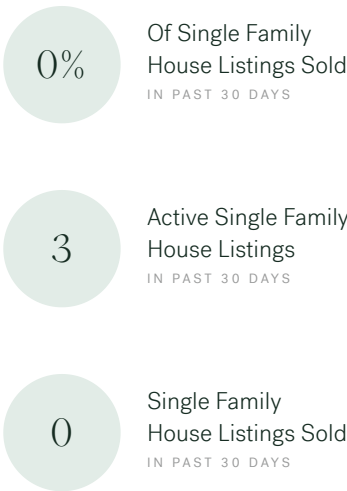 0%
Of Single Family
House Listings Sold
IN PAST 30 DAYS
3
Active Single Family
House Listings
IN PAST 30 DAYS
0
Single Family
House Listings Sold
IN PAST 30 DAYS